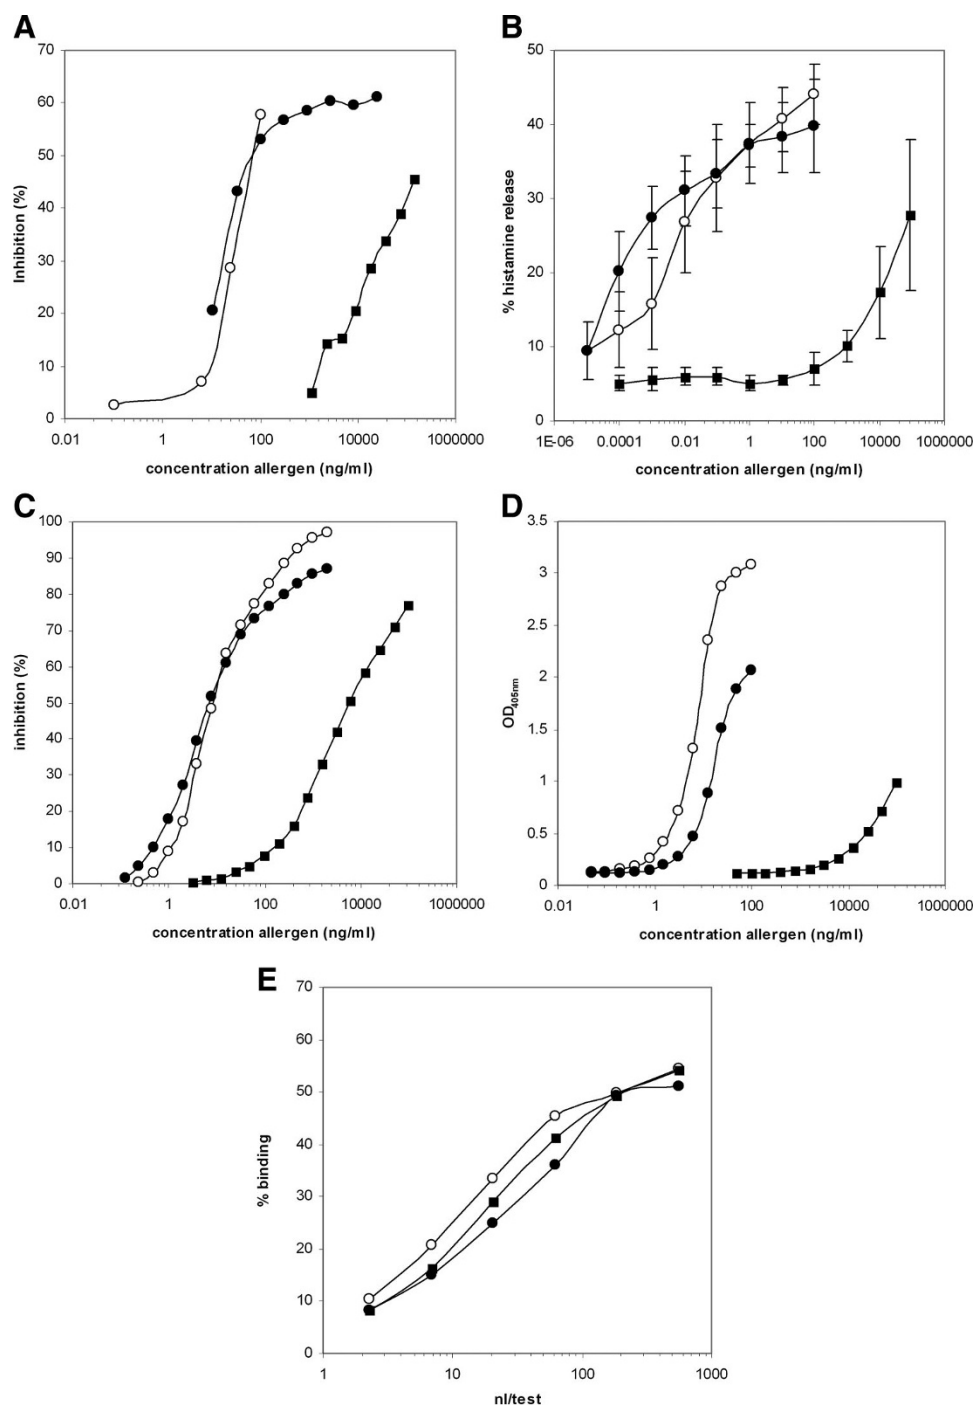 A
70
60
50
40
30
20
10
0
Inhibition (%)
0.01 1 100 10000 1000000
concentration allergen (ng/ml)
B
50
40
30
20
10
0
% histamine release
1E-06 0.0001 0.01 1 100 10000 1000000
concentration allergen (ng/ml)
C
100
90
80
70
60
50
40
30
20
10
0
inhibition (%)
0.01 1 100 10000 1000000
concentration allergen (ng/ml)
D
3.5
3
2.5
2
1.5
1
0.5
0
OD405nm
0.01 1 100 10000 1000000
concentration allergen (ng/ml)
E
70
60
50
40
30
20
10
0
% binding
1 10 100 1000
nl/test